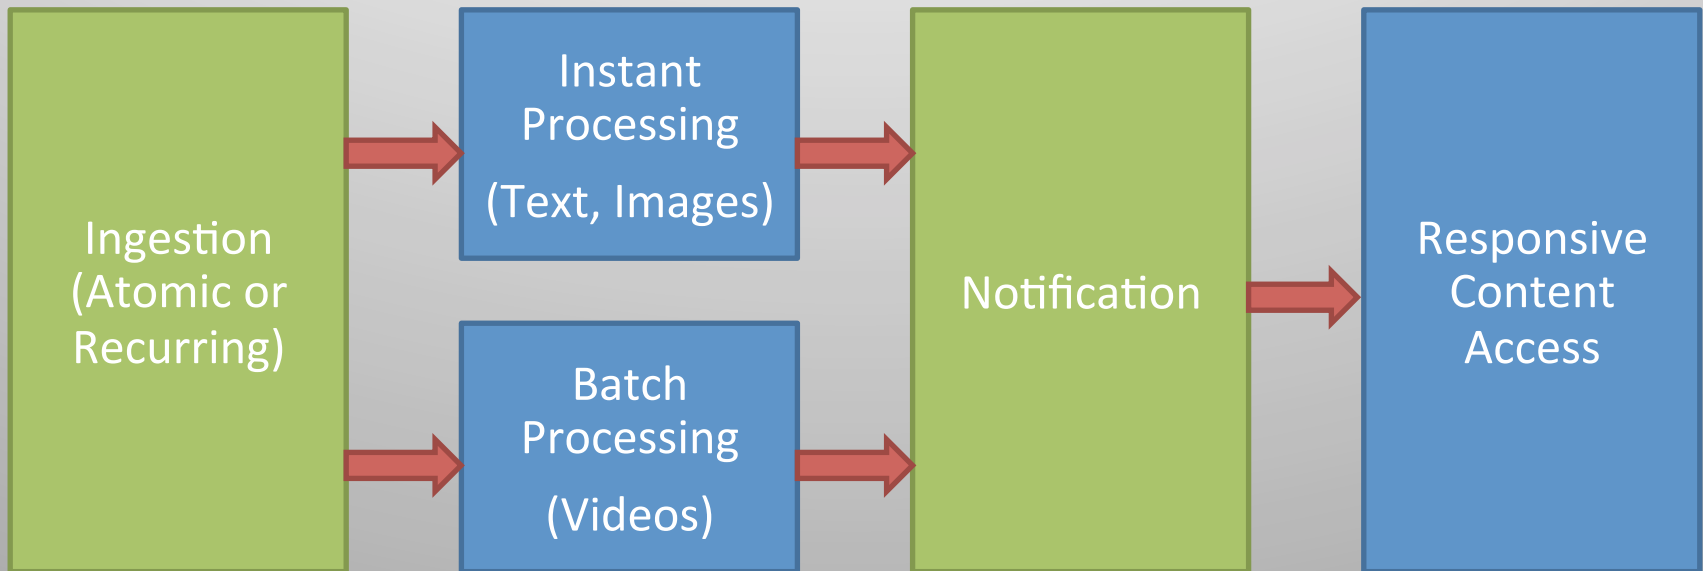 Ingestion
(Atomic or
Recurring)
Instant
Processing
(Text, Images)
Batch
Processing
(Videos)
Notification
Responsive
Content
Access